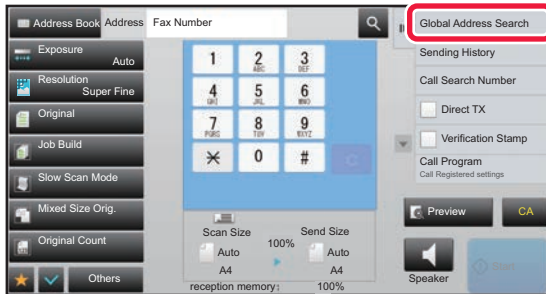 Address Book
Address
Fax Number
Global Address Search
Exposure
Auto
Resolution
Super Fine
Original
Job Build
Slow Scan Mode
Mixed Size Orig.
Original Count
Others
1
2
ABC
3
DEF
4
GHI
5
JKL
6
MNO
7
PQRS
8
TUV
9
WXYZ
0
#
C
Scan Size
100%
Send Size
Auto
Auto
A4
A4
reception memory:
100%
Sending History
Call Search Number
Direct TX
Verification Stamp
Call Program
Call Registered settings
Preview
CA
Speaker
Start